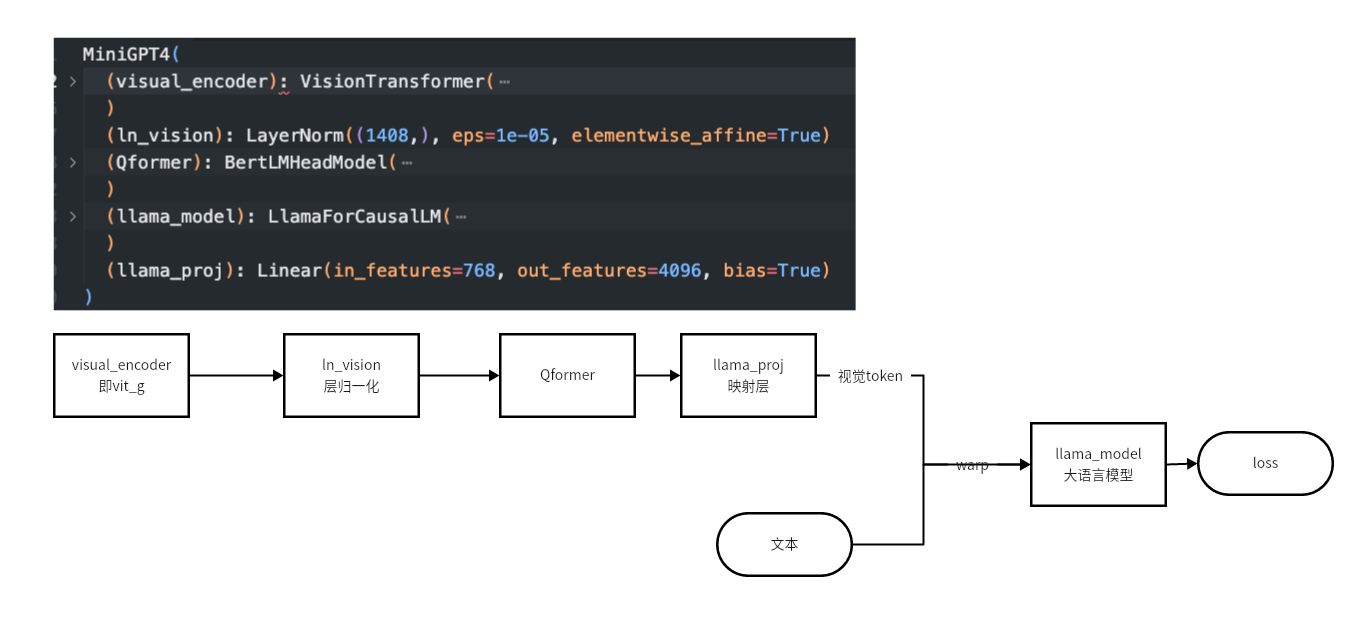 MiniGPT4(
(visual_encoder): VisionTransformer(⋯
)
(ln_vision): LayerNorm((1408,), eps=1e-05, elementwise_affine=True)
(Qformer): BertLMHeadModel(⋯
)
(llama_model): LlamaForCausalLM(⋯
)
(llama_proj): Linear(in_features=768, out_features=4096, bias=True)
)
visual_encoder
即vit_g
ln_vision
层归一化
Qformer
llama_proj
映射层
视觉token
warp
llama_model
大语言模型
loss
文本